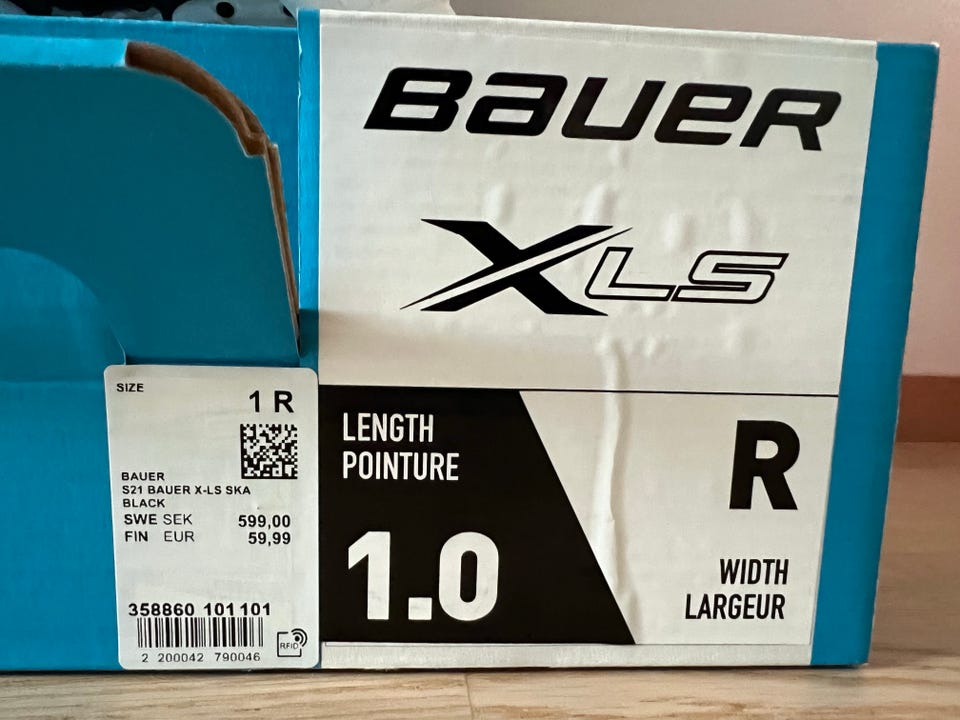 BAUER
XLS
LENGTH
POINTURE
1.0
R
WIDTH
LARGEUR
SIZE
1 R
BAUER
S21 BAUER X-LS SKA
BLACK
SWE SEK 599,00
FIN EUR 59,99
358860 101101
2 200042 790046
RFID